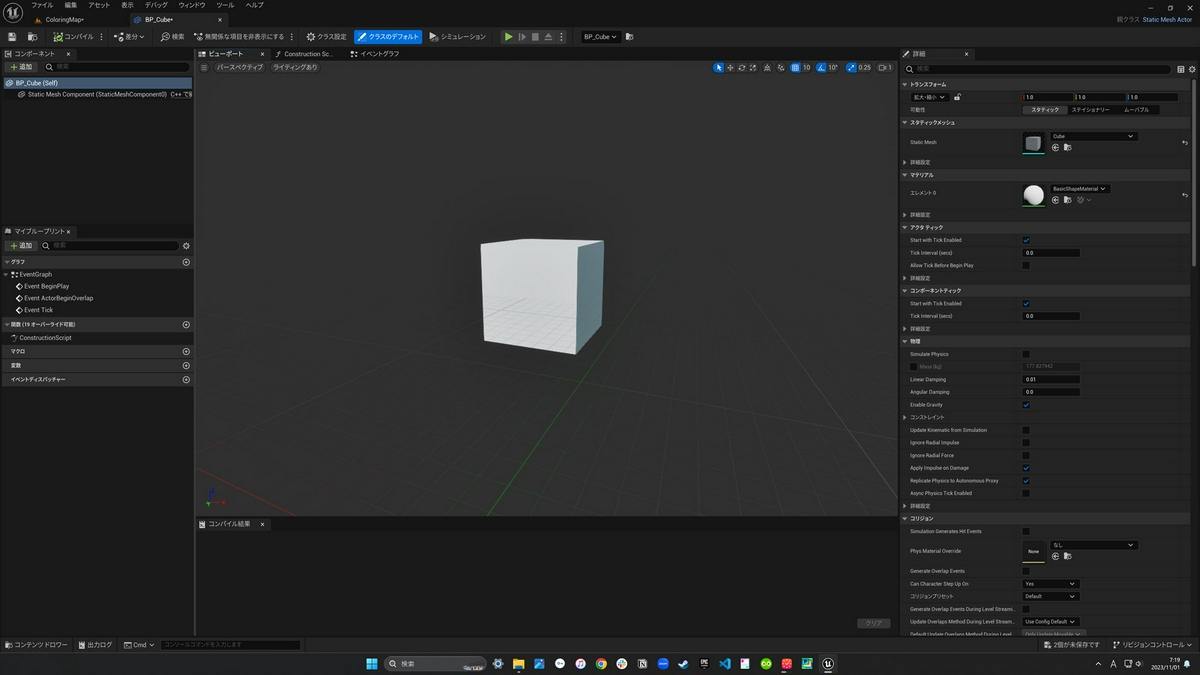 ファイル 編集 アセット 表示 デバッグ ウィンドウ ツール ヘルプ
ColoringMap•
BP_Cube•
親クラス Static Mesh Actor
コンパイル 差分 検索 無関係な項目を非表示にする クラス設定 クラスのデフォルト シミュレーション BP_Cube
コンポーネント
追加 検索
BP_Cube (Self)
Static Mesh Component (StaticMeshComponent0) C++ で
マイブループリント
追加 検索
グラフ
EventGraph
Event BeginPlay
Event ActorBeginOverlap
Event Tick
関数 (19 オーバーライド可能)
ConstructionScript
マクロ
変数
イベントディスパッチャー
ビューポート Construction Sc... イベントグラフ
パースペクティブ ライティングあり
10 10° 0.25 1
コンパイル結果
クリア
詳細
検索
トランスフォーム
拡大・縮小 1.0 1.0 1.0
可動性 スタティック ステイショナリー ムーバブル
スタティックメッシュ
Static Mesh Cube
詳細設定
マテリアル
エレメント 0 BasicShapeMaterial
詳細設定
アクタ ティック
Start with Tick Enabled
Tick Interval (secs) 0.0
Allow Tick Before Begin Play
詳細設定
コンポーネントティック
Start with Tick Enabled
Tick Interval (secs) 0.0
詳細設定
物理
Simulate Physics
Mass (kg) 177.827942
Linear Damping 0.01
Angular Damping 0.0
Enable Gravity
コンストレイント
Update Kinematic from Simulation
Ignore Radial Impulse
Ignore Radial Force
Apply Impulse on Damage
Replicate Physics to Autonomous Proxy
Async Physics Tick Enabled
詳細設定
コリジョン
Simulation Generates Hit Events
Phys Material Override None なし
Generate Overlap Events
Can Character Step Up On Yes
コリジョンプリセット Default
Generate Overlap Events During Level Streami..
Update Overlaps Method During Level Stream.. Use Config Default
Default Update Overlaps Method During Level Only Update Movable
コンテンツ ドロワー 出力ログ Cmd コンソールコマンドを入力します
2個が未保存です リビジョンコントロール
検索
A
7:19
2023/11/01